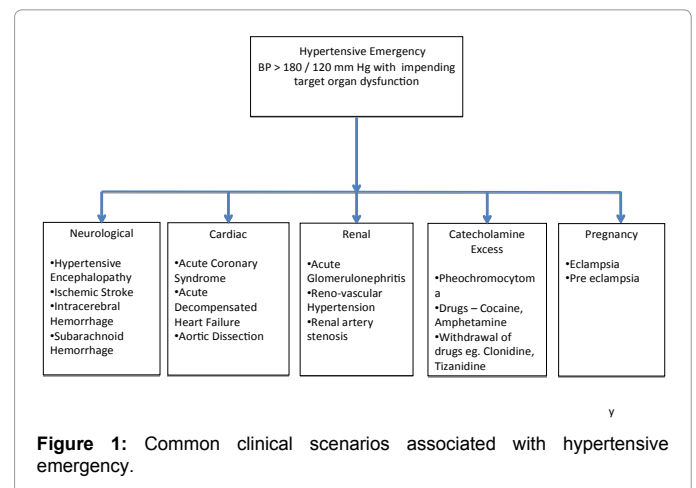 Hypertensive Emergency
BP > 180 / 120 mm Hg with impending
target organ dysfunction
Neurological
•Hypertensive
Encephalopathy
•Ischemic Stroke
•Intracerebral
Hemorrhage
•Subarachnoid
Hemorrhage
Cardiac
•Acute Coronary
Syndrome
•Acute
Decompensated
Heart Failure
•Aortic Dissection
Renal
•Acute
Glomerulonephritis
•Reno-vascular
Hypertension
•Renal artery
stenosis
Catecholamine
Excess
•Pheochromocytom
a
•Drugs – Cocaine,
Amphetamine
•Withdrawal of
drugs eg. Clonidine,
Tizanidine
Pregnancy
•Eclampsia
•Pre eclampsia
y
Figure 1: Common clinical scenarios associated with hypertensive
emergency.